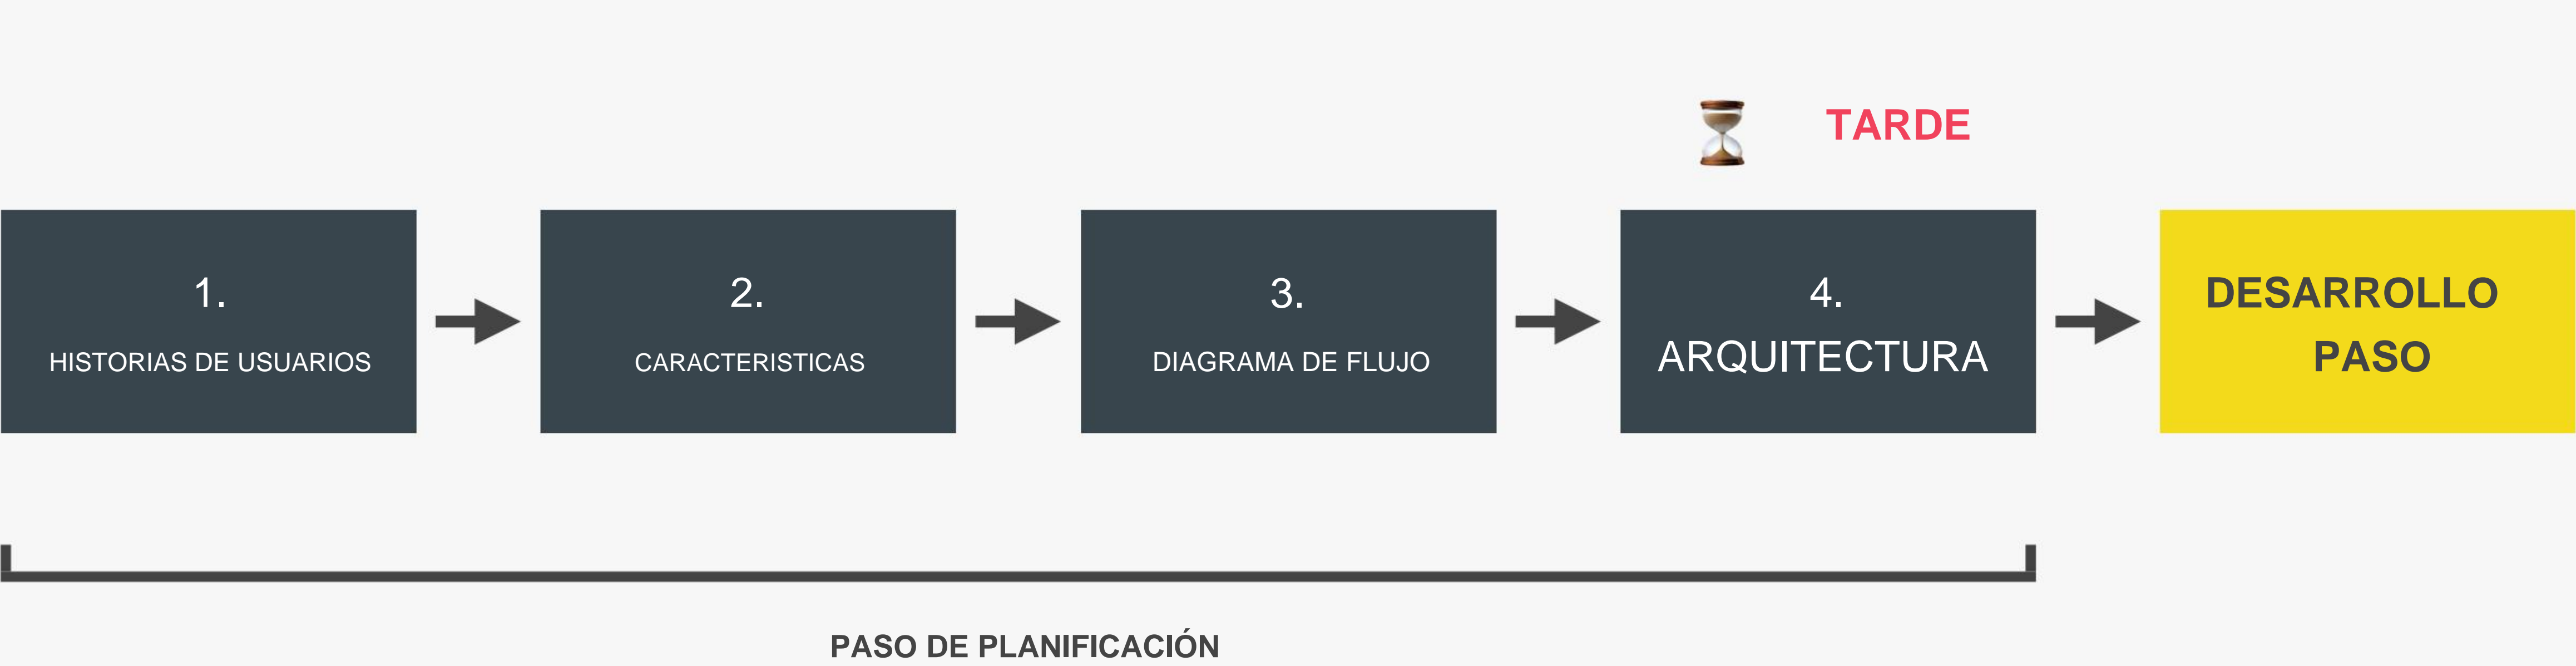 TARDE
1.
HISTORIAS DE USUARIOS
2.
CARACTERISTICAS
3.
DIAGRAMA DE FLUJO
4.
ARQUITECTURA
DESARROLLO
PASO
PASO DE PLANIFICACIÓN